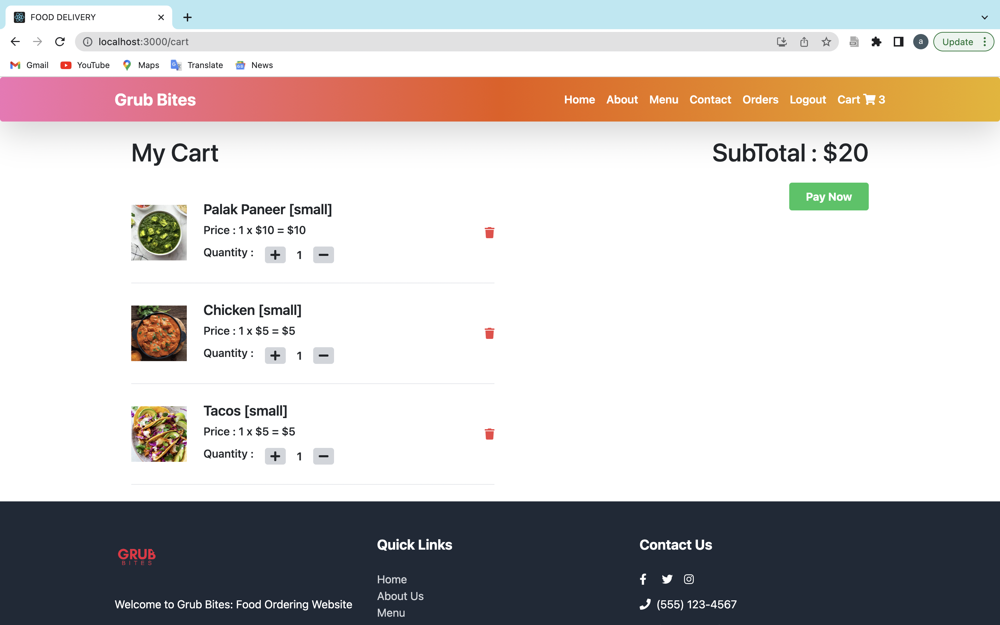 FOOD DELIVERY
localhost:3000/cart
a
Update
Gmail
YouTube
Maps
Translate
News
Grub Bites
Home
About
Menu
Contact
Orders
Logout
Cart 3
My Cart
SubTotal : $20
Pay Now
Palak Paneer [small]
Price : 1 x $10 = $10
Quantity : + 1 −
Chicken [small]
Price : 1 x $5 = $5
Quantity : + 1 −
Tacos [small]
Price : 1 x $5 = $5
Quantity : + 1 −
GRUB
BITES
Welcome to Grub Bites: Food Ordering Website
Quick Links
Home
About Us
Menu
Contact Us
(555) 123-4567